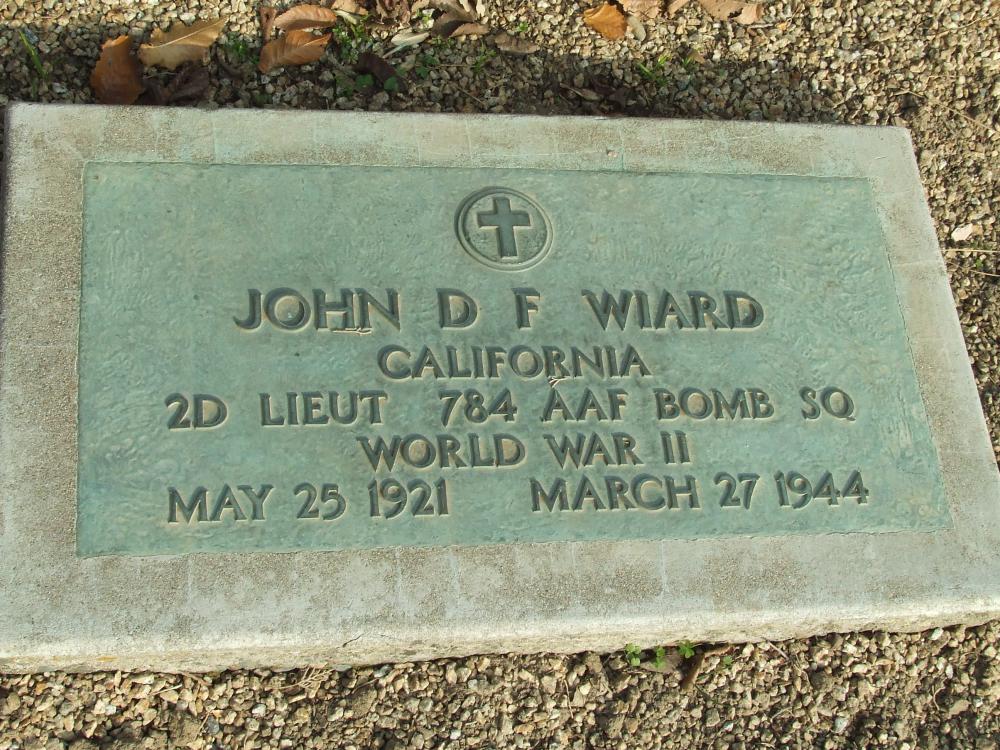 JOHN D F WIARD
CALIFORNIA
2D LIEUT 784 AAF BOMB SQ
WORLD WAR II
MAY 25 1921 MARCH 27 1944